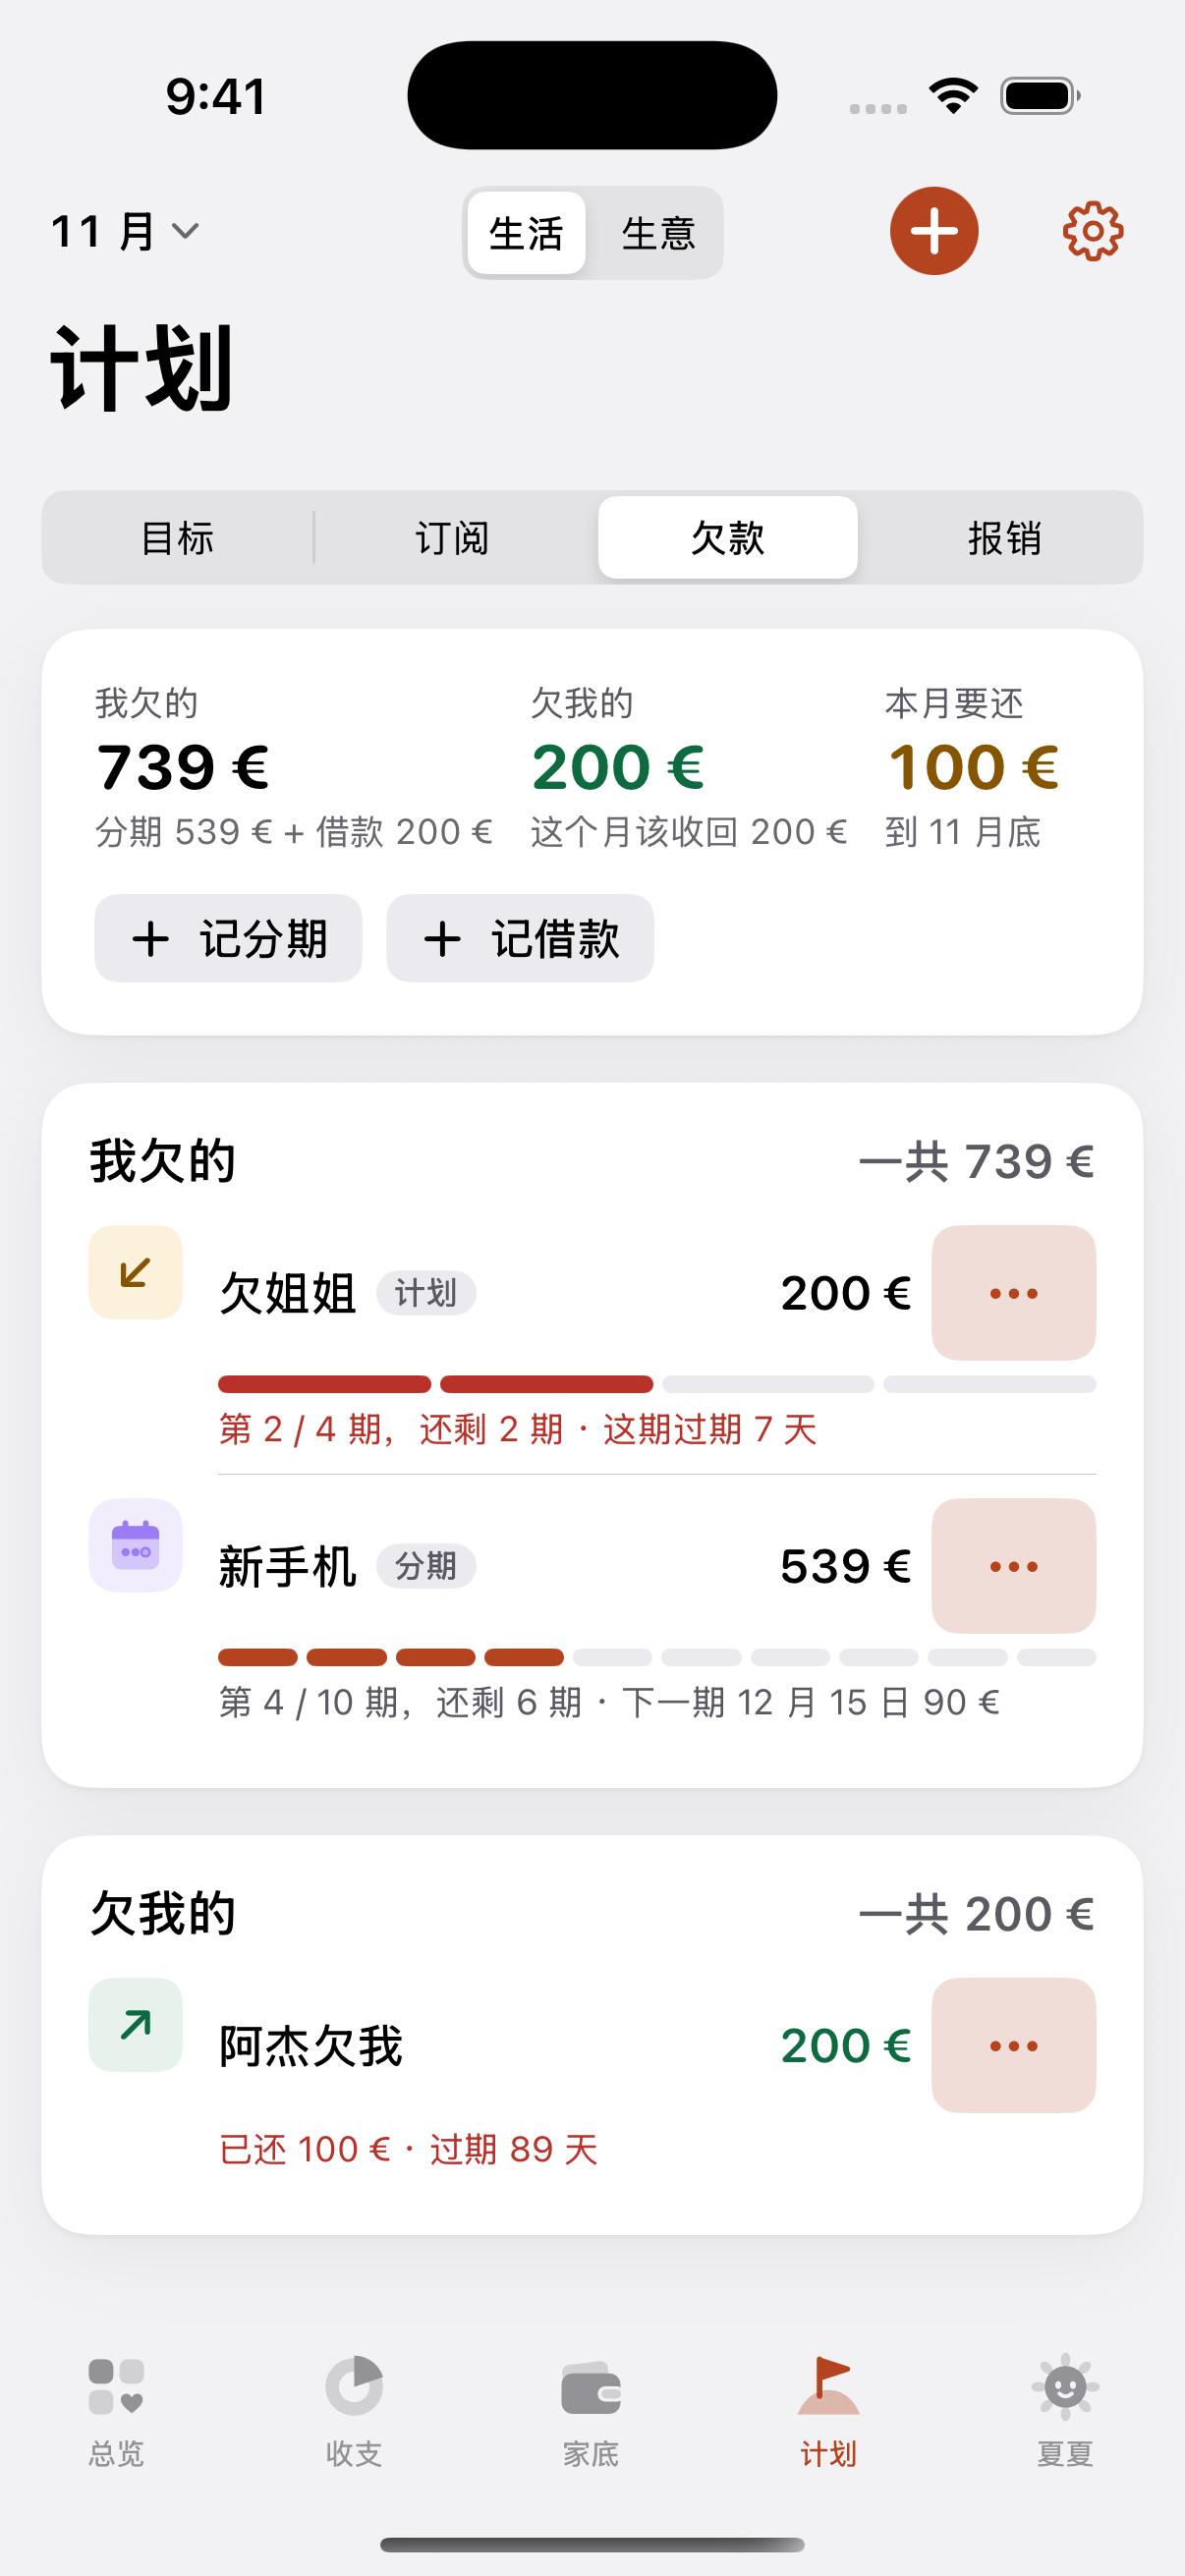 9:41
11 月
生活 生意
计划
目标 订阅 欠款 报销
我欠的 欠我的 本月要还
739 € 200 € 100 €
分期 539 € + 借款 200 € 这个月该收回 200 € 到 11 月底
+ 记分期 + 记借款
我欠的 一共 739 €
欠姐姐 计划 200 €
第 2 / 4 期，还剩 2 期 · 这期过期 7 天
新手机 分期 539 €
第 4 / 10 期，还剩 6 期 · 下一期 12 月 15 日 90 €
欠我的 一共 200 €
阿杰欠我 200 €
已还 100 € · 过期 89 天
总览 收支 家底 计划 夏夏